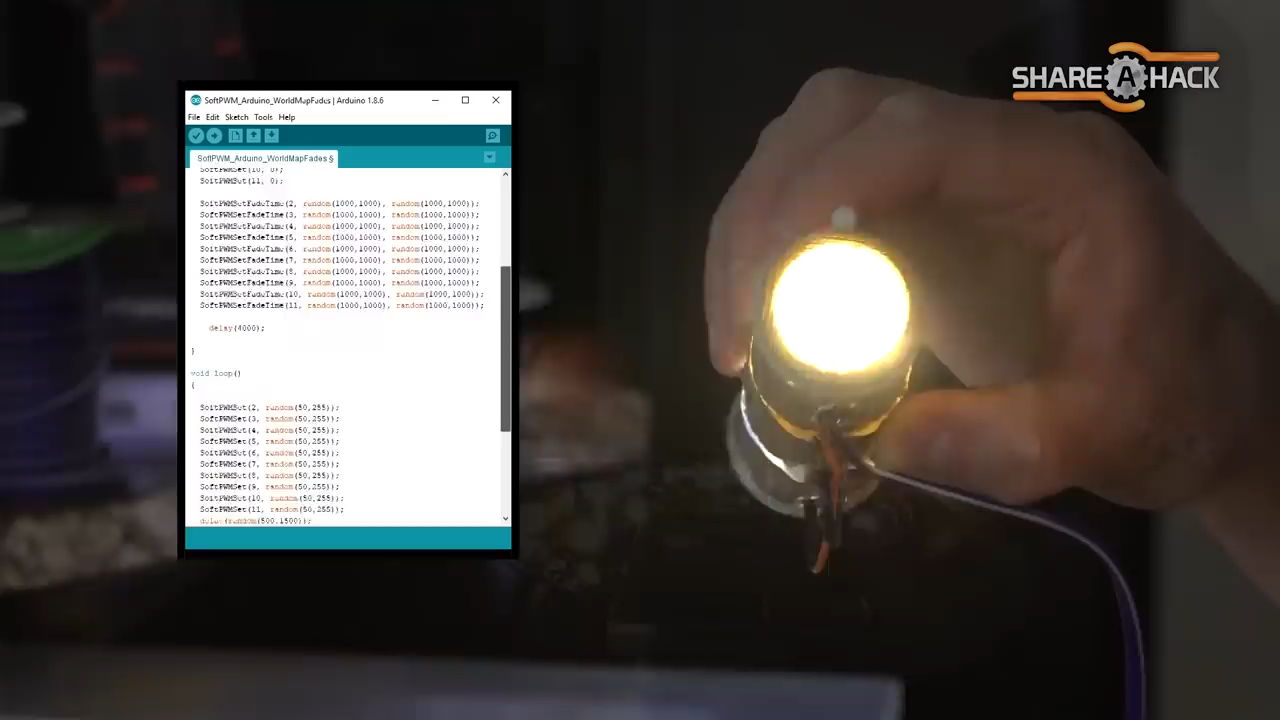 SHARE A HACK
SoftPWM_Arduino_WorldMapFades | Arduino 1.8.6
File Edit Sketch Tools Help
SoftPWM_Arduino_WorldMapFades §
SoftPWMSet(10, 0);
SoftPWMSet(11, 0);
SoftPWMSetFadeTime(2, random(1000,1000), random(1000,1000));
SoftPWMSetFadeTime(3, random(1000,1000), random(1000,1000));
SoftPWMSetFadeTime(4, random(1000,1000), random(1000,1000));
SoftPWMSetFadeTime(5, random(1000,1000), random(1000,1000));
SoftPWMSetFadeTime(6, random(1000,1000), random(1000,1000));
SoftPWMSetFadeTime(7, random(1000,1000), random(1000,1000));
SoftPWMSetFadeTime(8, random(1000,1000), random(1000,1000));
SoftPWMSetFadeTime(9, random(1000,1000), random(1000,1000));
SoftPWMSetFadeTime(10, random(1000,1000), random(1000,1000));
SoftPWMSetFadeTime(11, random(1000,1000), random(1000,1000));
delay(4000);
}
void loop()
{
SoftPWMSet(2, random(50,255));
SoftPWMSet(3, random(50,255));
SoftPWMSet(4, random(50,255));
SoftPWMSet(5, random(50,255));
SoftPWMSet(6, random(50,255));
SoftPWMSet(7, random(50,255));
SoftPWMSet(8, random(50,255));
SoftPWMSet(9, random(50,255));
SoftPWMSet(10, random(50,255));
SoftPWMSet(11, random(50,255));
delay(random(500,1500));